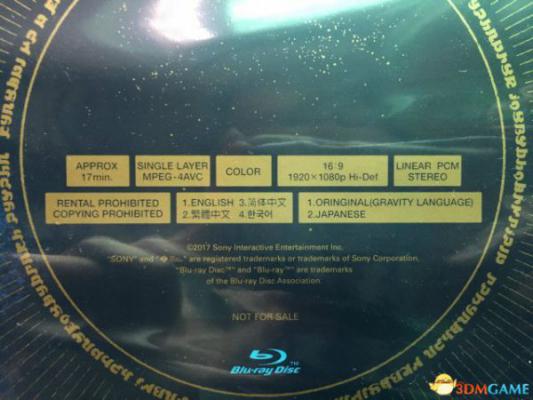 APPROX
17min.
SINGLE LAYER
MPEG-4AVC
COLOR
16:9
1920×1080p Hi-Def
LINEAR PCM
STEREO
RENTAL PROHIBITED
COPYING PROHIBITED
1.ENGLISH 3.简体中文
2.繁體中文 4.한국어
1.ORINGINAL(GRAVITY LANGUAGE)
2.JAPANESE
©2017 Sony Interactive Entertainment Inc.
"SONY" and " are registered trademarks or trademarks of Sony Corporation.
"Blu-ray Disc™" and "Blu-ray™" are trademarks
of the Blu-ray Disc Association.
NOT FOR SALE
Blu-ray Disc™
3DMGAME